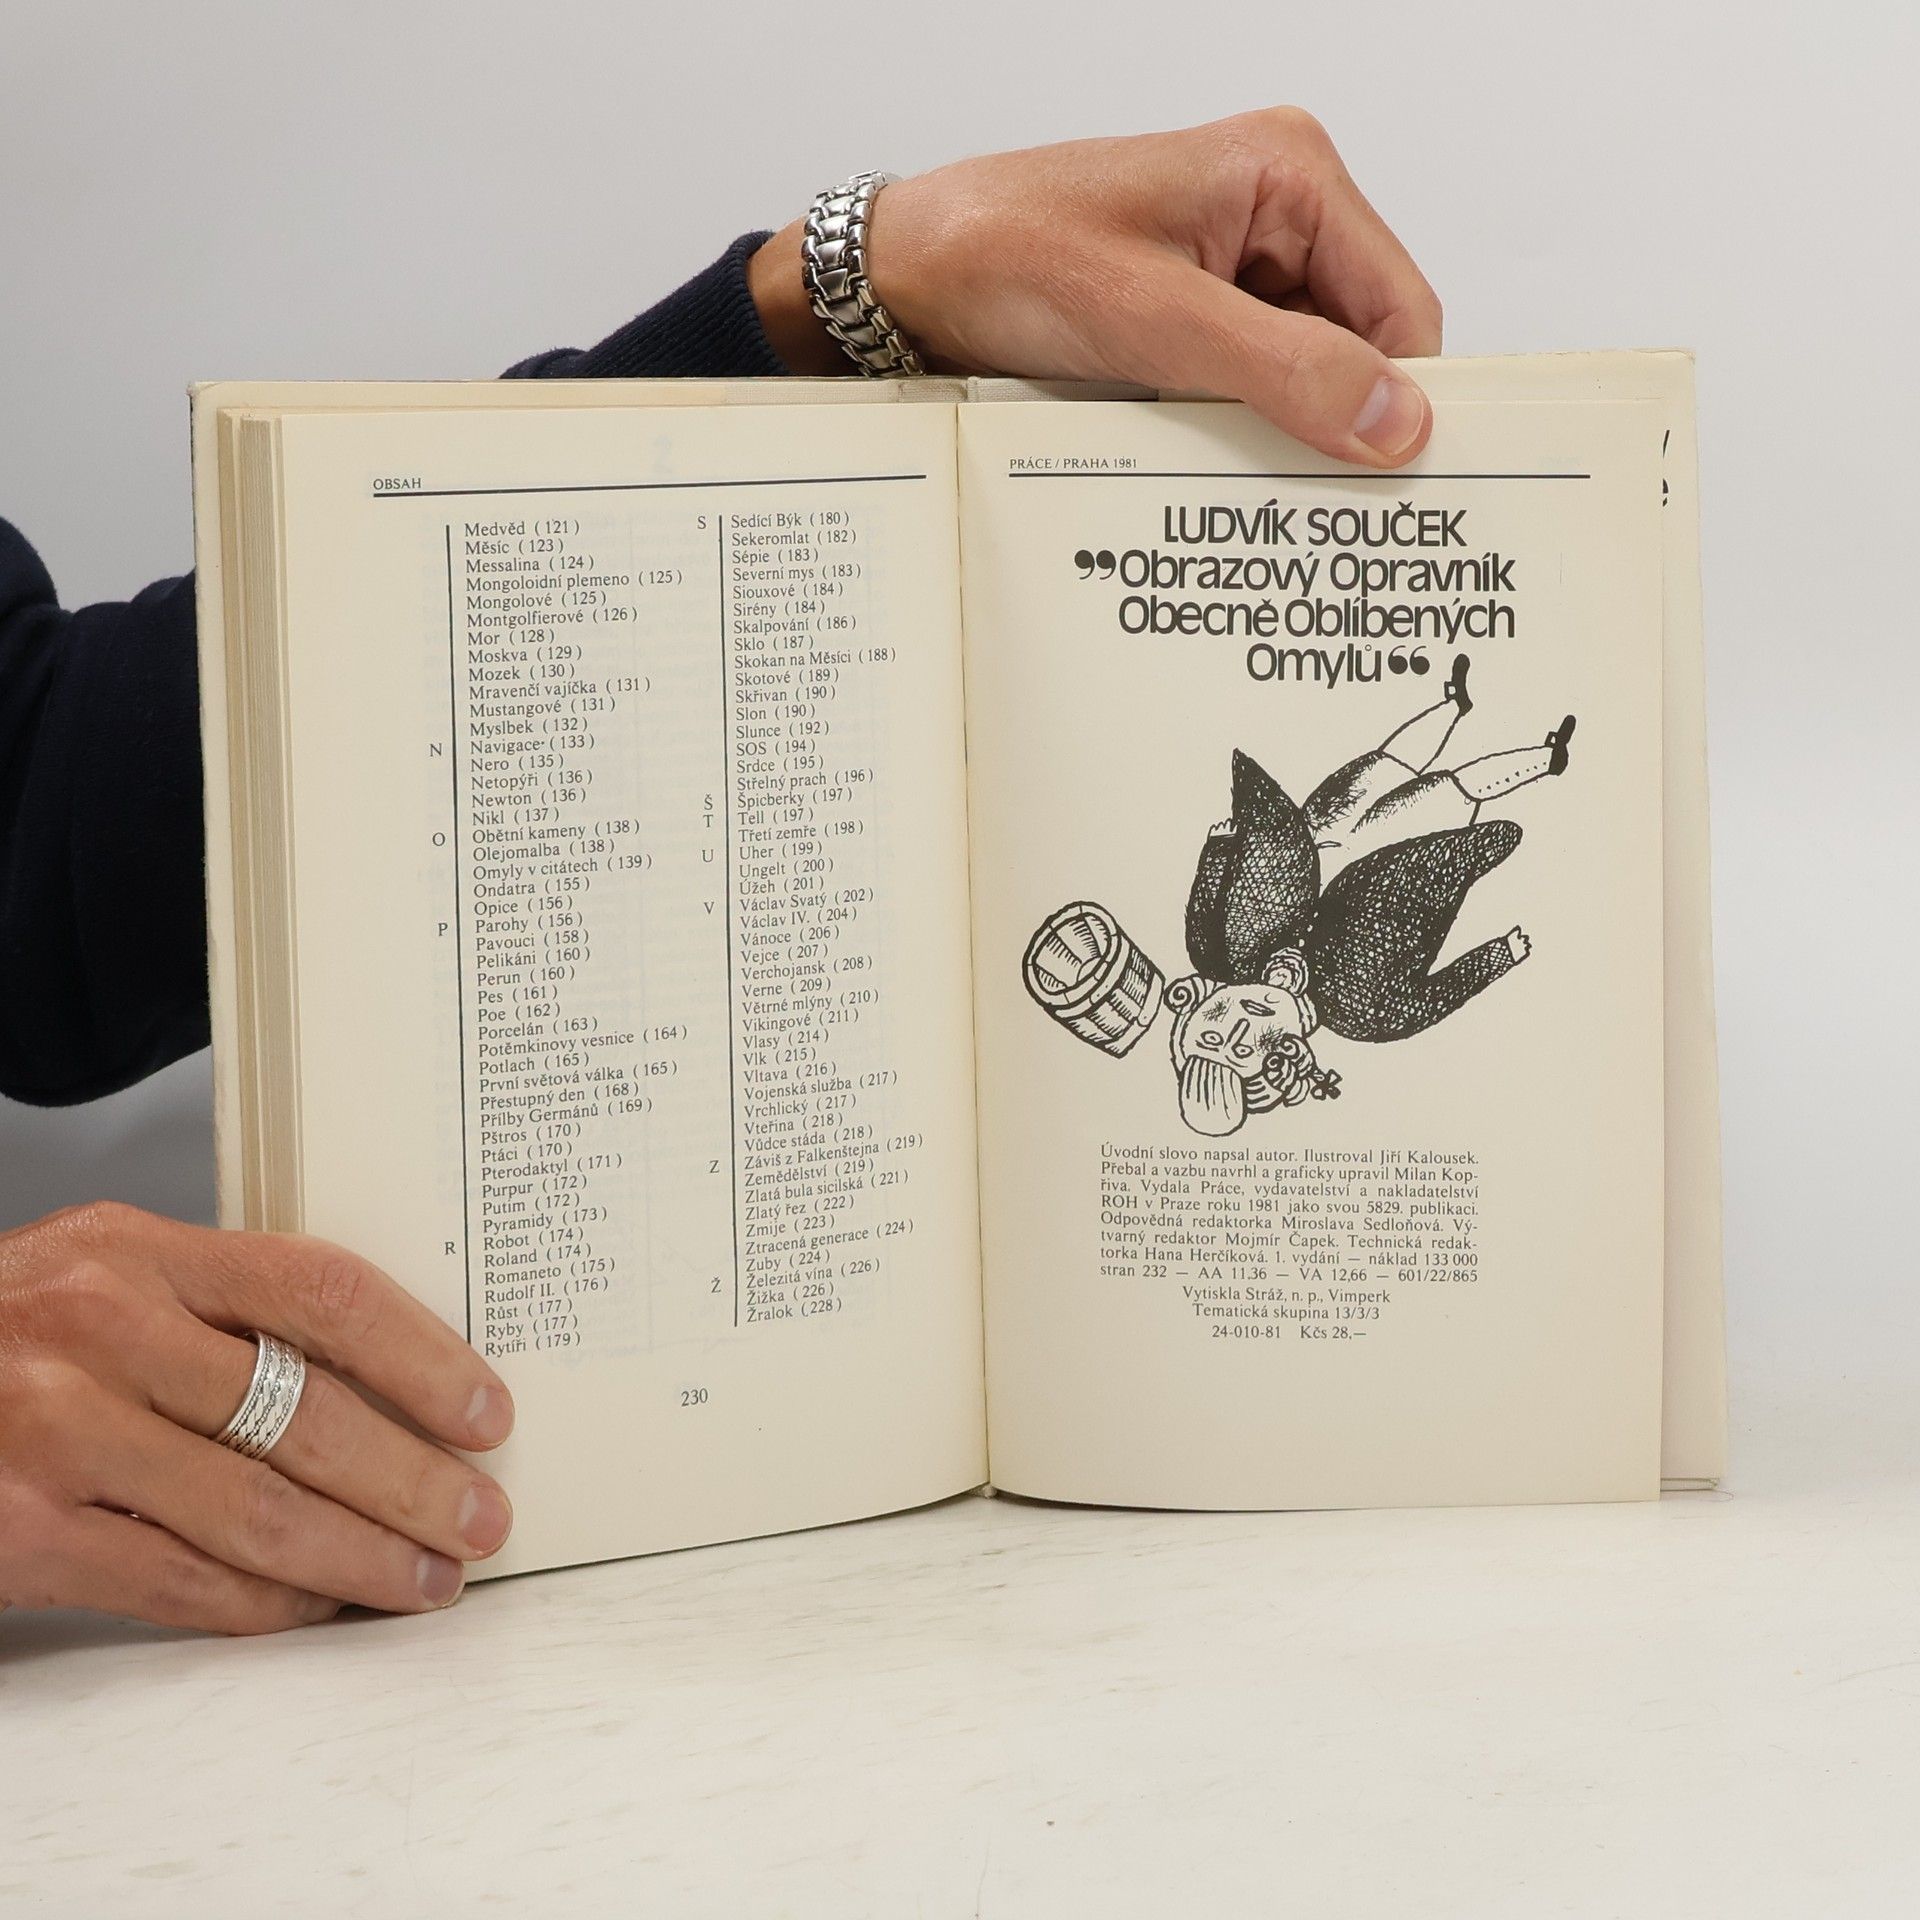 OBSAH
Medvěd (121)
Měsíc (123)
Messalina (124)
Mongoloidní plemeno (125)
Mongolové (125)
Montgolfierové (126)
Mor (128)
Moskva (129)
Mozek (130)
Mravenčí vajíčka (131)
Mustangové (131)
Myslbek (132)
N Navigace (133)
Nero (135)
Netopýři (136)
Newton (136)
Nikl (137)
O Obětní kameny (138)
Olejomalba (138)
Omyly v citátech (139)
Ondatra (155)
Opice (156)
P Parohy (156)
Pavouci (158)
Pelikáni (160)
Perun (160)
Pes (161)
Poe (162)
Porcelán (163)
Potěmkinovy vesnice (164)
Potlach (165)
První světová válka (165)
Přestupný den (168)
Přílby Germánů (169)
Pštros (170)
Ptáci (170)
Pterodaktyl (171)
Purpur (172)
Putim (172)
Pyramidy (173)
R Robot (174)
Roland (174)
Romaneto (175)
Rudolf II. (176)
Růst (177)
Ryby (177)
Rytíři (179)
S Sedící Býk (180)
Sekeromlat (182)
Sépie (183)
Severní mys (183)
Siouxové (184)
Sirény (184)
Skalpování (186)
Sklo (187)
Skokan na Měsíci (188)
Skotové (189)
Skřivan (190)
Slon (190)
Slunce (192)
SOS (194)
Srdce (195)
Střelný prach (196)
Š Špicberky (197)
T Tell (197)
Třetí zemře (198)
U Uher (199)
Ungelt (200)
Úžeh (201)
V Václav Svatý (202)
Václav IV. (204)
Vánoce (206)
Vejce (207)
Verchojansk (208)
Verne (209)
Větrné mlýny (210)
Vikingové (211)
Vlasy (214)
Vlk (215)
Vltava (216)
Vojenská služba (217)
Vrchlický (217)
Vteřina (218)
Vůdce stáda (218)
Z Záviš z Falkenštejna (219)
Zemědělství (219)
Zlatá bula sicilská (221)
Zlatý řez (222)
Zmije (223)
Ztracená generace (224)
Zuby (224)
Ž Železitá vína (226)
Žižka (226)
Žralok (228)
230
PRÁCE / PRAHA 1981
LUDVÍK SOUČEK
„Obrazový Opravník
Obecně Oblíbených
Omylů“
Úvodní slovo napsal autor. Ilustroval Jiří Kalousek.
Přebal a vazbu navrhl a graficky upravil Milan Kop-
řiva. Vydala Práce, vydavatelství a nakladatelství
ROH v Praze roku 1981 jako svou 5829. publikaci.
Odpovědná redaktorka Miroslava Sedloňová. Vý-
tvarný redaktor Mojmír Čapek. Technická redak-
torka Hana Herčíková. 1. vydání — náklad 133 000
stran 232 — AA 11,36 — VA 12,66 — 601/22/865
Vytiskla Stráž, n. p., Vimperk
Tematická skupina 13/3/3
24-010-81 Kčs 28,—